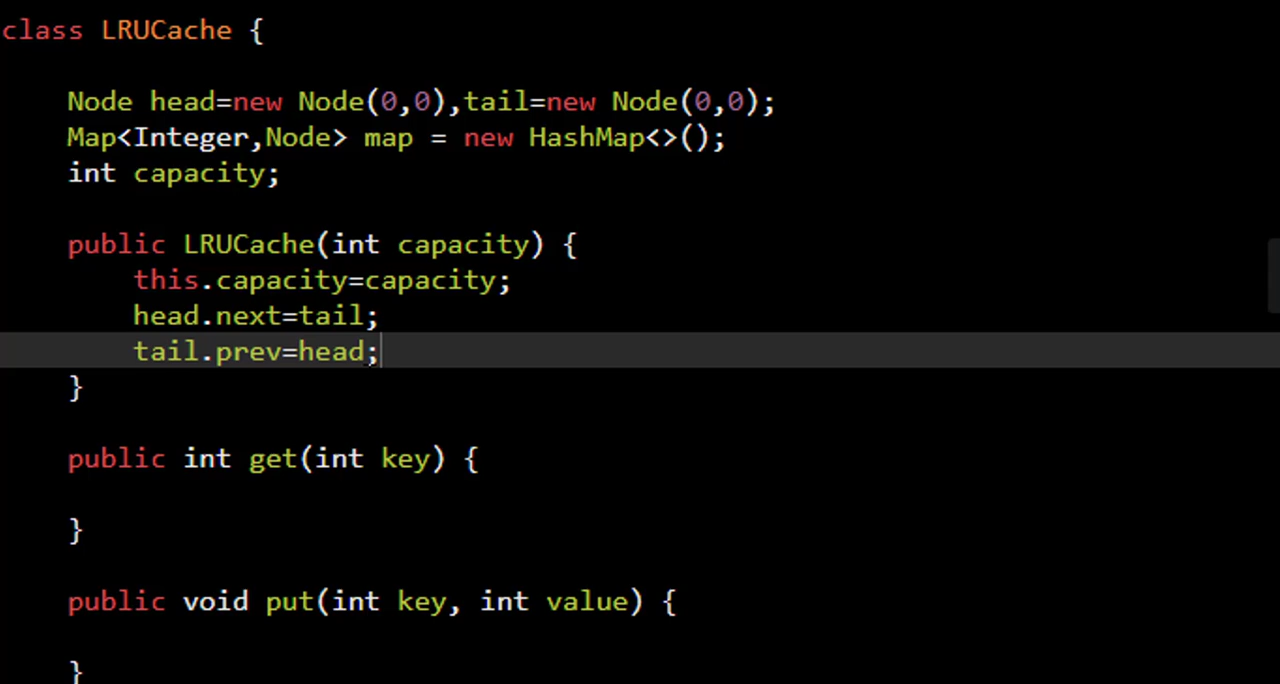 class LRUCache {
Node head=new Node(0,0),tail=new Node(0,0);
Map<Integer,Node> map = new HashMap<>();
int capacity;
public LRUCache(int capacity) {
this.capacity=capacity;
head.next=tail;
tail.prev=head;
}
public int get(int key) {
}
public void put(int key, int value) {
}